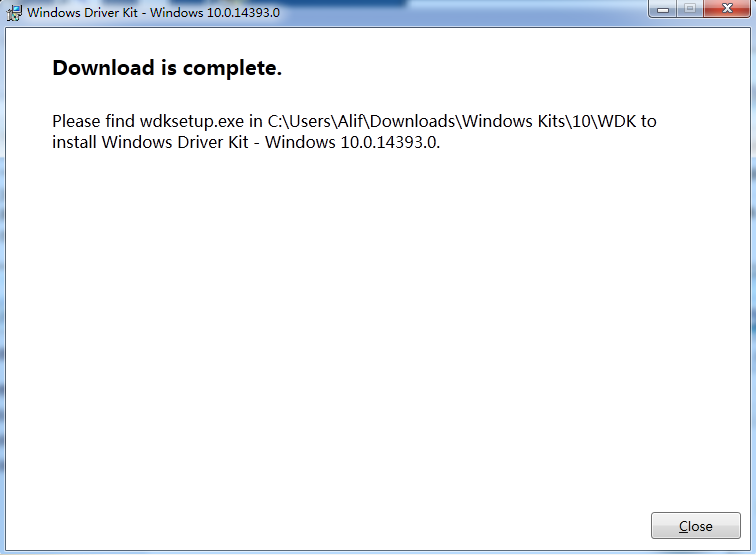 Windows Driver Kit - Windows 10.0.14393.0
Download is complete.
Please find wdksetup.exe in C:\Users\Alif\Downloads\Windows Kits\10\WDK to
install Windows Driver Kit - Windows 10.0.14393.0.
Close